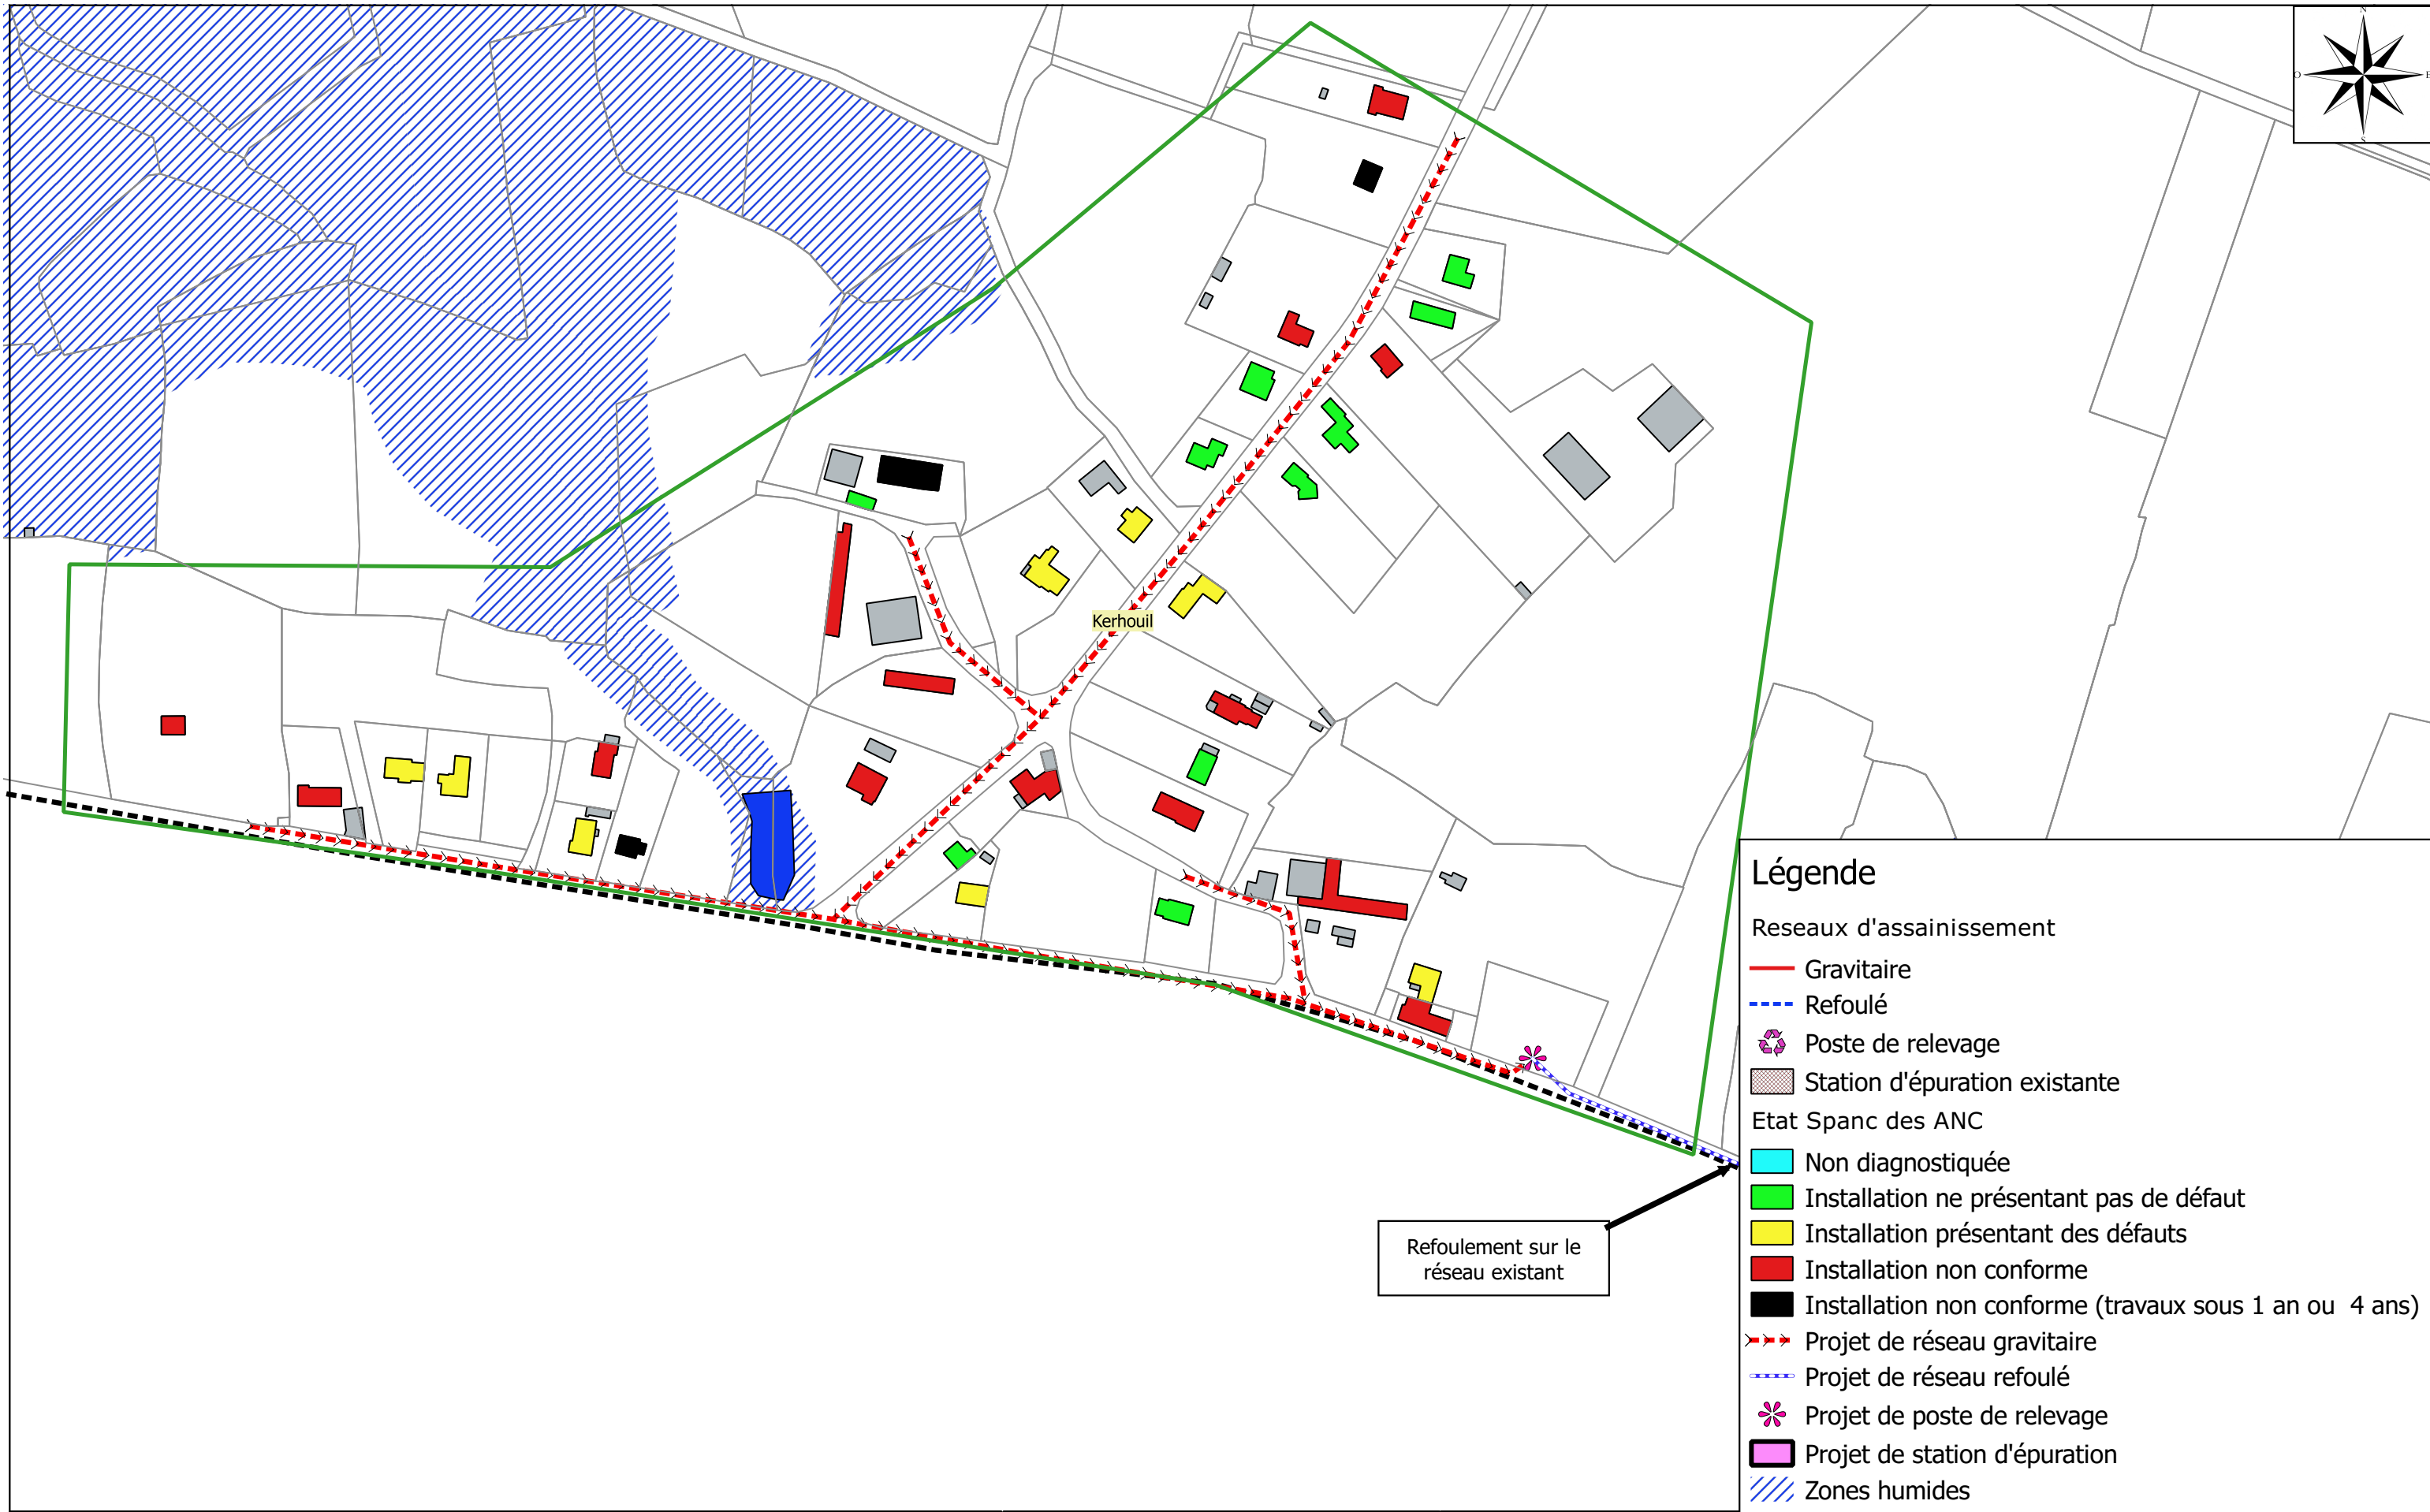 N
O
E
S
Kerhouil
Légende
Reseaux d'assainissement
Gravitaire
Refoulé
Poste de relevage
Station d'épuration existante
Etat Spanc des ANC
Non diagnostiquée
Installation ne présentant pas de défaut
Installation présentant des défauts
Installation non conforme
Installation non conforme (travaux sous 1 an ou  4 ans)
Projet de réseau gravitaire
Projet de réseau refoulé
Projet de poste de relevage
Projet de station d'épuration
Zones humides
Refoulement sur le
réseau existant